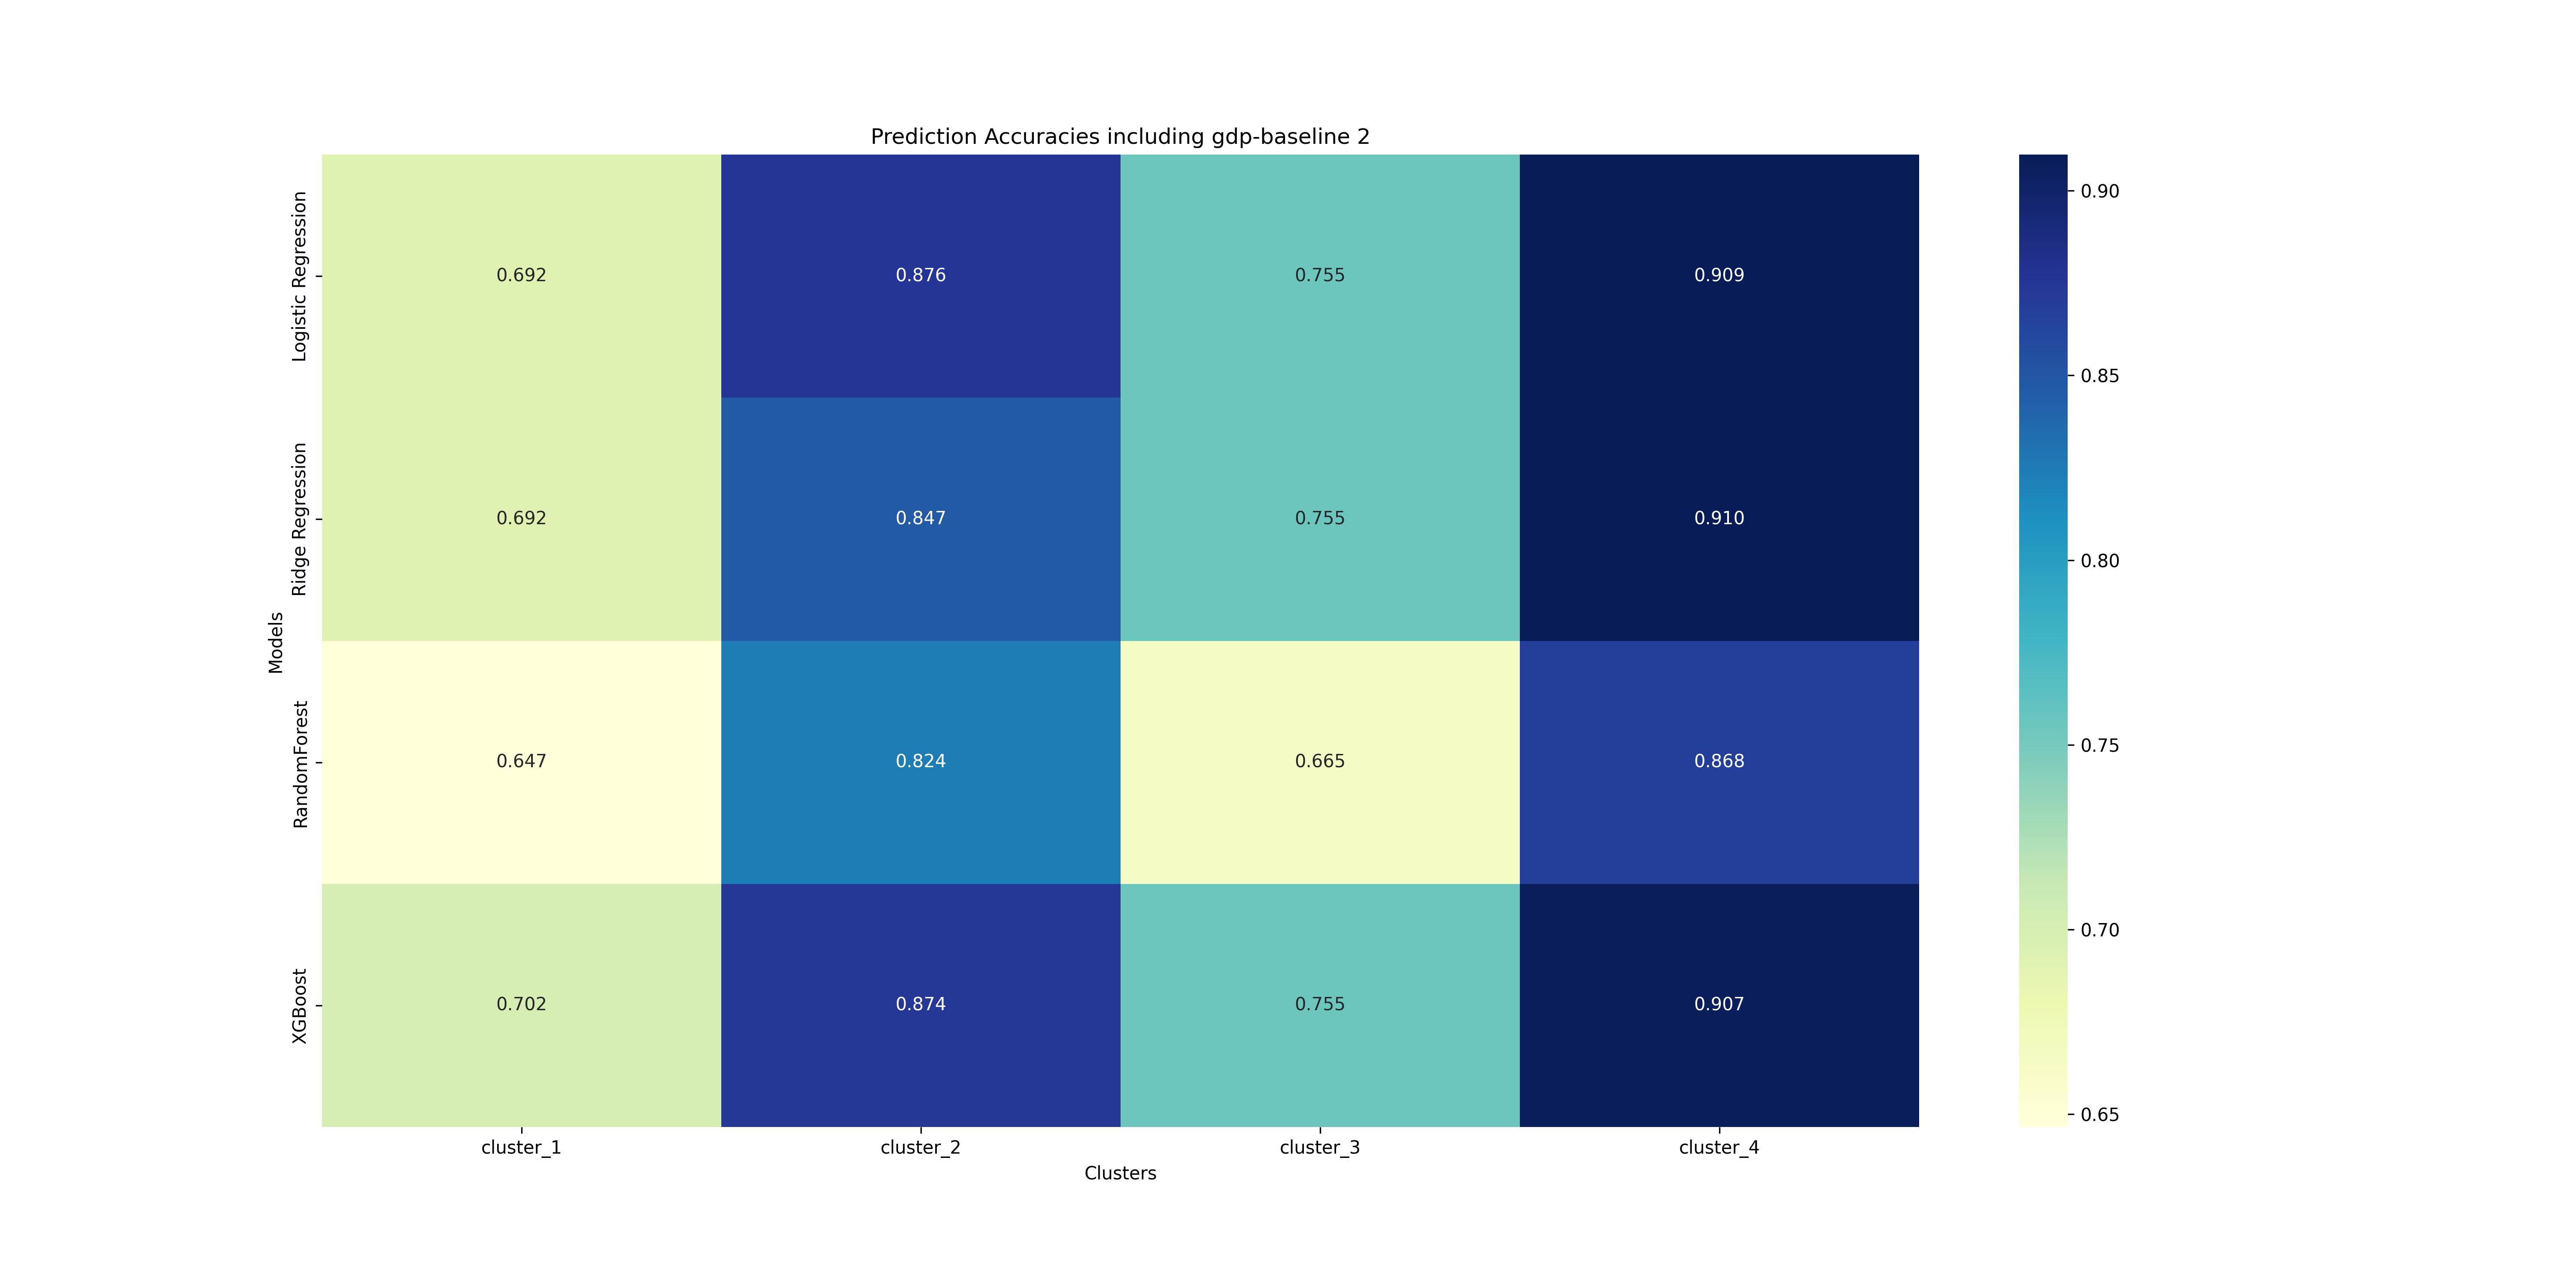 Prediction Accuracies including gdp-baseline 2
Models
Logistic Regression
0.692 0.876 0.755 0.909
Ridge Regression
0.692 0.847 0.755 0.910
RandomForest
0.647 0.824 0.665 0.868
XGBoost
0.702 0.874 0.755 0.907
cluster_1 cluster_2 cluster_3 cluster_4
Clusters
0.90
0.85
0.80
0.75
0.70
0.65